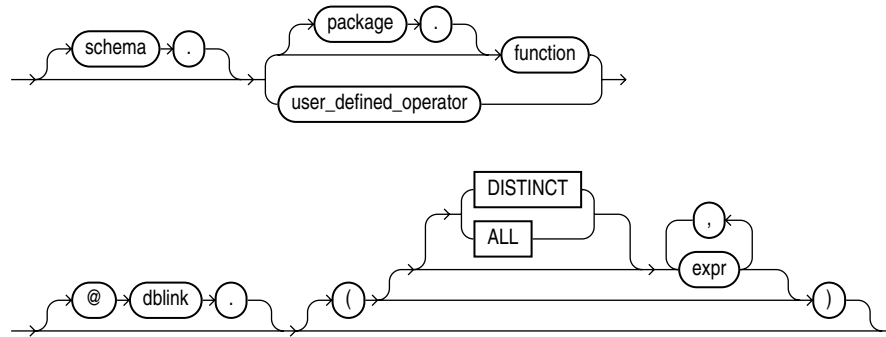 package .
schema . function
user_defined_operator
DISTINCT
ALL ,
expr
@ dblink . ( )